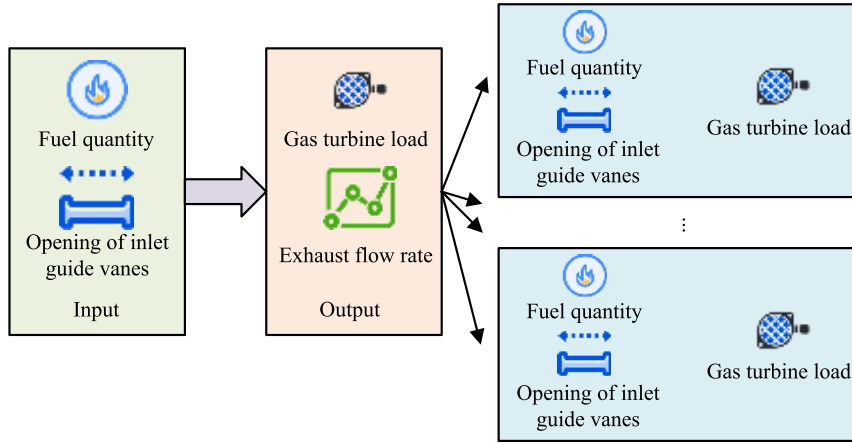 Fuel quantity
Opening of inlet
guide vanes
Input
Gas turbine load
Exhaust flow rate
Output
Fuel quantity
Opening of inlet
guide vanes
Gas turbine load
...
Fuel quantity
Opening of inlet
guide vanes
Gas turbine load